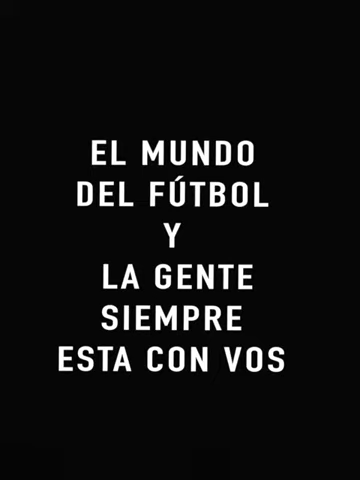 EL MUNDO
DEL FÚTBOL
Y
LA GENTE
SIEMPRE
ESTA CON VOS